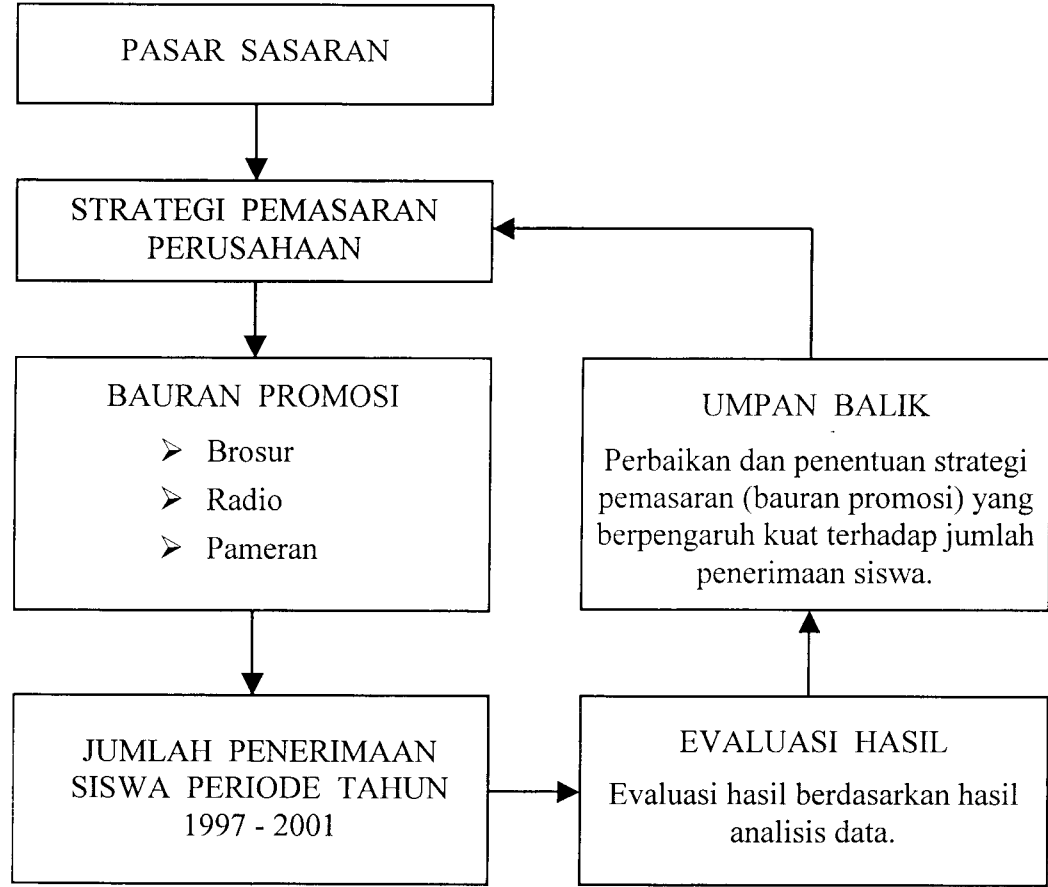 PASAR SASARAN
STRATEGI PEMASARAN
PERUSAHAAN
BAURAN PROMOSI
➢ Brosur
➢ Radio
➢ Pameran
JUMLAH PENERIMAAN
SISWA PERIODE TAHUN
1997 - 2001
EVALUASI HASIL
Evaluasi hasil berdasarkan hasil
analisis data.
UMPAN BALIK
Perbaikan dan penentuan strategi
pemasaran (bauran promosi) yang
berpengaruh kuat terhadap jumlah
penerimaan siswa.